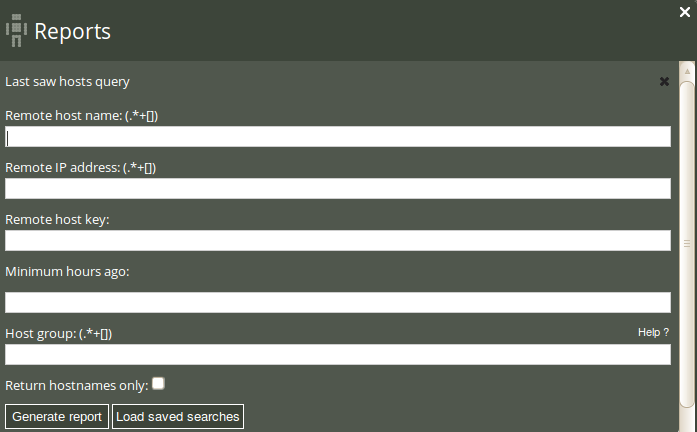 Reports
Last saw hosts query
Remote host name: (.*+[])
Remote IP address: (.*+[])
Remote host key:
Minimum hours ago:
Host group: (.*+[]) Help ?
Return hostnames only:
Generate report Load saved searches